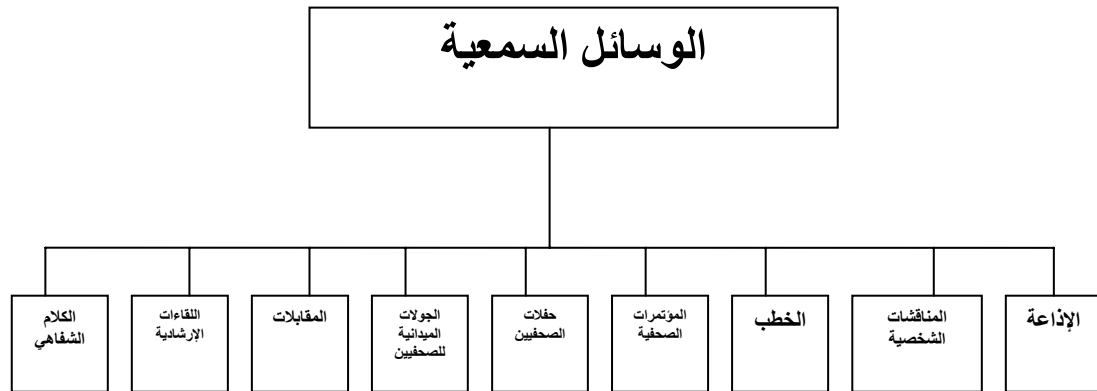 الوسائل السمعية
الإذاعة
المناقشات
الشخصية
الخطب
المؤتمرات
الصحفية
حفلات
الصحفيين
الجولات
الميدانية
للصحفيين
المقابلات
اللقاءات
الإرشادية
الكلام
الشفاهي